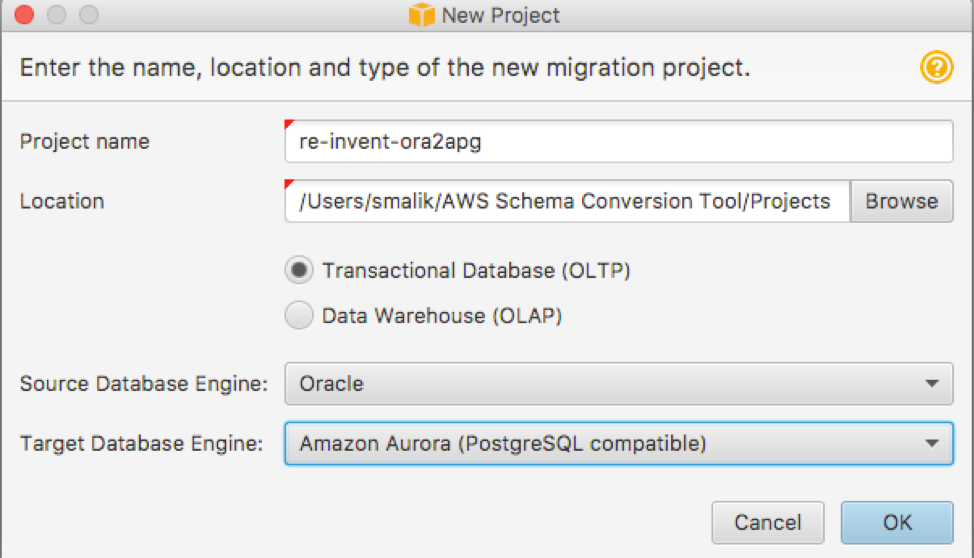 New Project
Enter the name, location and type of the new migration project.
?
Project name
re-invent-ora2apg
Location
/Users/smalik/AWS Schema Conversion Tool/Projects
Browse
Transactional Database (OLTP)
Data Warehouse (OLAP)
Source Database Engine:
Oracle
Target Database Engine:
Amazon Aurora (PostgreSQL compatible)
Cancel
OK